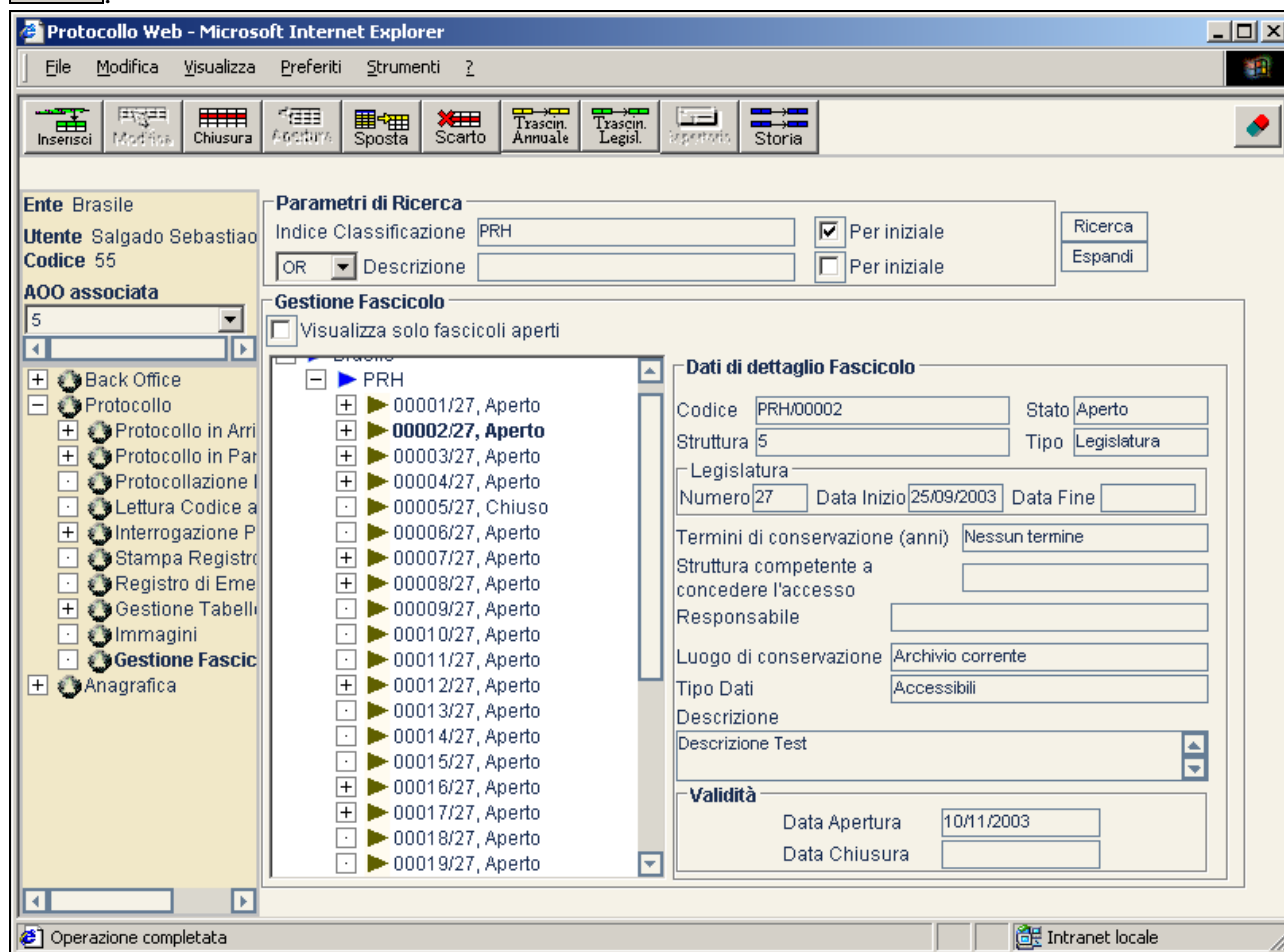 Protocollo Web - Microsoft Internet Explorer
File Modifica Visualizza Preferiti Strumenti ?
Inserisci Modifica Chiusura Apertura Sposta Scarto Trascin. Annuale Trascin. Legisl. Repertorio Storia
Ente Brasile
Utente Salgado Sebastiao
Codice 55
AOO associata
5
Back Office
Protocollo
Protocollo in Arri
Protocollo in Par
Protocollazione
Lettura Codice a
Interrogazione P
Stampa Registro
Registro di Eme
Gestione Tabell
Immagini
Gestione Fascic
Anagrafica
Parametri di Ricerca
Indice Classificazione PRH Per iniziale
OR Descrizione Per iniziale
Ricerca
Espandi
Gestione Fascicolo
Visualizza solo fascicoli aperti
Brasile
PRH
00001/27, Aperto
00002/27, Aperto
00003/27, Aperto
00004/27, Aperto
00005/27, Chiuso
00006/27, Aperto
00007/27, Aperto
00008/27, Aperto
00009/27, Aperto
00010/27, Aperto
00011/27, Aperto
00012/27, Aperto
00013/27, Aperto
00014/27, Aperto
00015/27, Aperto
00016/27, Aperto
00017/27, Aperto
00018/27, Aperto
00019/27, Aperto
Dati di dettaglio Fascicolo
Codice PRH/00002 Stato Aperto
Struttura 5 Tipo Legislatura
Legislatura
Numero 27 Data Inizio 25/09/2003 Data Fine
Termini di conservazione (anni) Nessun termine
Struttura competente a
concedere l'accesso
Responsabile
Luogo di conservazione Archivio corrente
Tipo Dati Accessibili
Descrizione
Descrizione Test
Validità
Data Apertura 10/11/2003
Data Chiusura
Operazione completata
Intranet locale